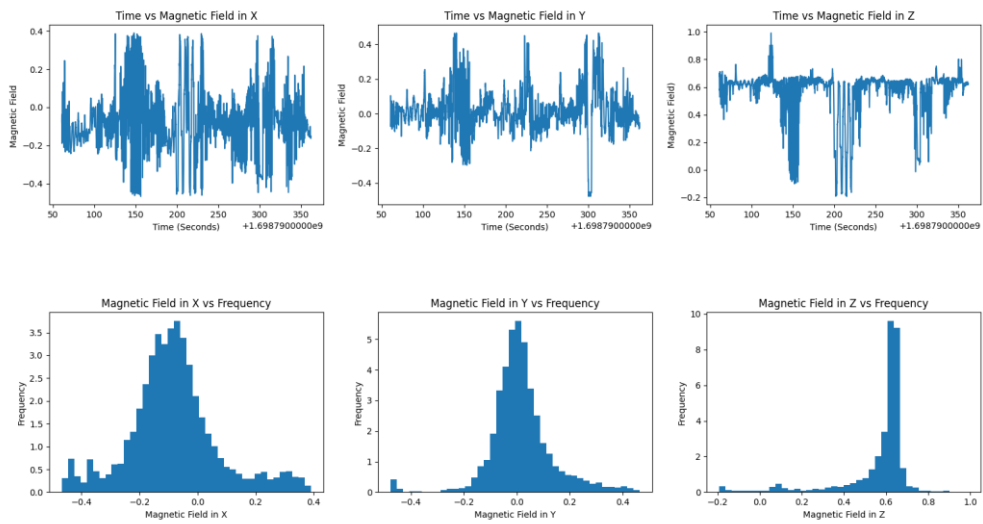 Time vs Magnetic Field in X
Time vs Magnetic Field in Y
Time vs Magnetic Field in Z
Magnetic Field
0.4
0.2
0.0
−0.2
−0.4
50 100 150 200 250 300 350
Time (Seconds) +1.6987900000e9
Magnetic Field
0.4
0.2
0.0
−0.2
−0.4
50 100 150 200 250 300 350
Time (Seconds) +1.6987900000e9
Magnetic Field)
1.0
0.8
0.6
0.4
0.2
0.0
−0.2
50 100 150 200 250 300 350
Time (Seconds) +1.6987900000e9
Magnetic Field in X vs Frequency
Magnetic Field in Y vs Frequency
Magnetic Field in Z vs Frequency
Frequency
3.5
3.0
2.5
2.0
1.5
1.0
0.5
0.0
−0.4 −0.2 0.0 0.2 0.4
Magnetic Field in X
Frequency
5
4
3
2
1
0
−0.4 −0.2 0.0 0.2 0.4
Magnetic Field in Y
Frequency
10
8
6
4
2
0
−0.2 0.0 0.2 0.4 0.6 0.8 1.0
Magnetic Field in Z